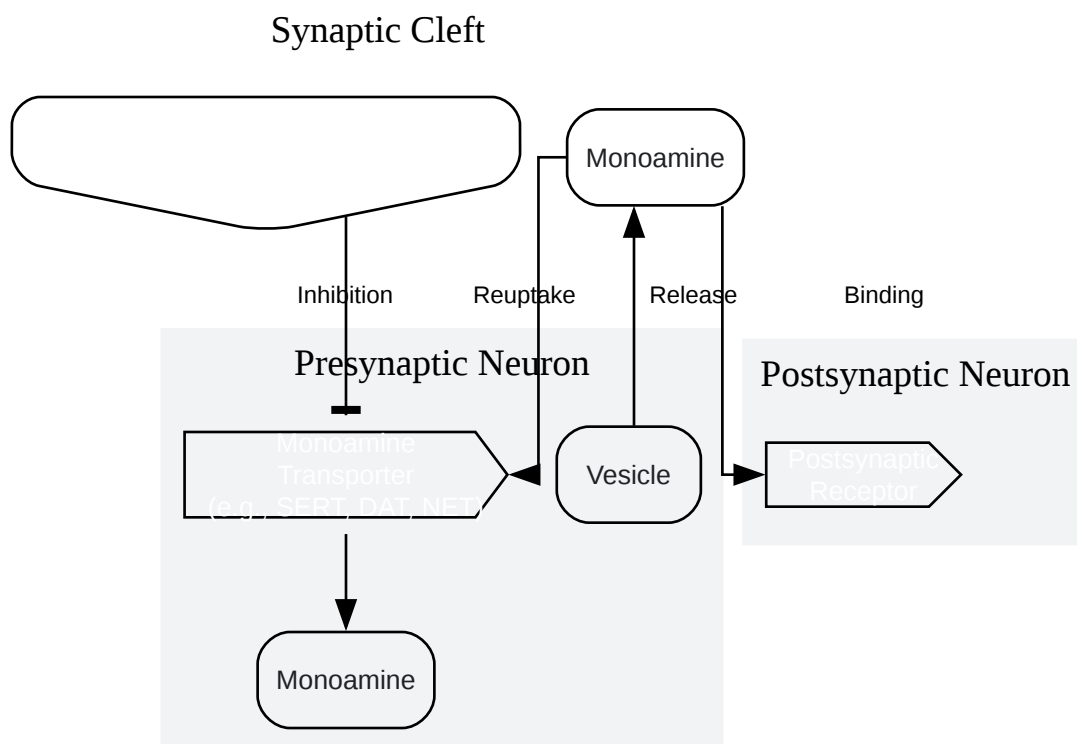 Synaptic Cleft
Monoamine
Inhibition
Reuptake
Release
Binding
Presynaptic Neuron
Postsynaptic Neuron
Monoamine
Transporter
(e.g., SERT, DAT, NET)
Vesicle
Postsynaptic
Receptor
Monoamine